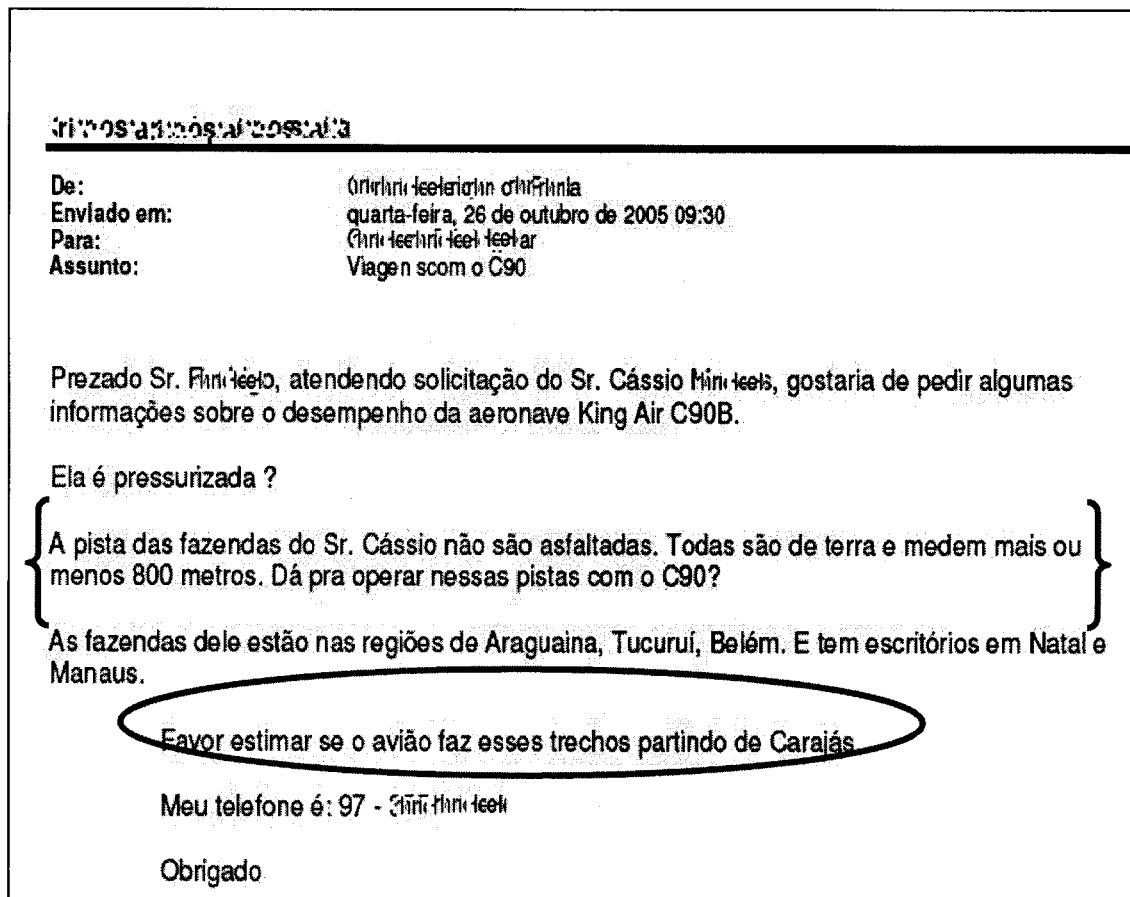 De:
Enviado em: quarta-feira, 26 de outubro de 2005 09:30
Para:
Assunto: Viagen scom o C90
Prezado Sr. , atendendo solicitação do Sr. Cássio , gostaria de pedir algumas
informações sobre o desempenho da aeronave King Air C90B.
Ela é pressurizada ?
A pista das fazendas do Sr. Cássio não são asfaltadas. Todas são de terra e medem mais ou
menos 800 metros. Dá pra operar nessas pistas com o C90?
As fazendas dele estão nas regiões de Araguaina, Tucuruí, Belém. E tem escritórios em Natal e
Manaus.
Favor estimar se o avião faz esses trechos partindo de Carajás.
Meu telefone é: 97 -
Obrigado